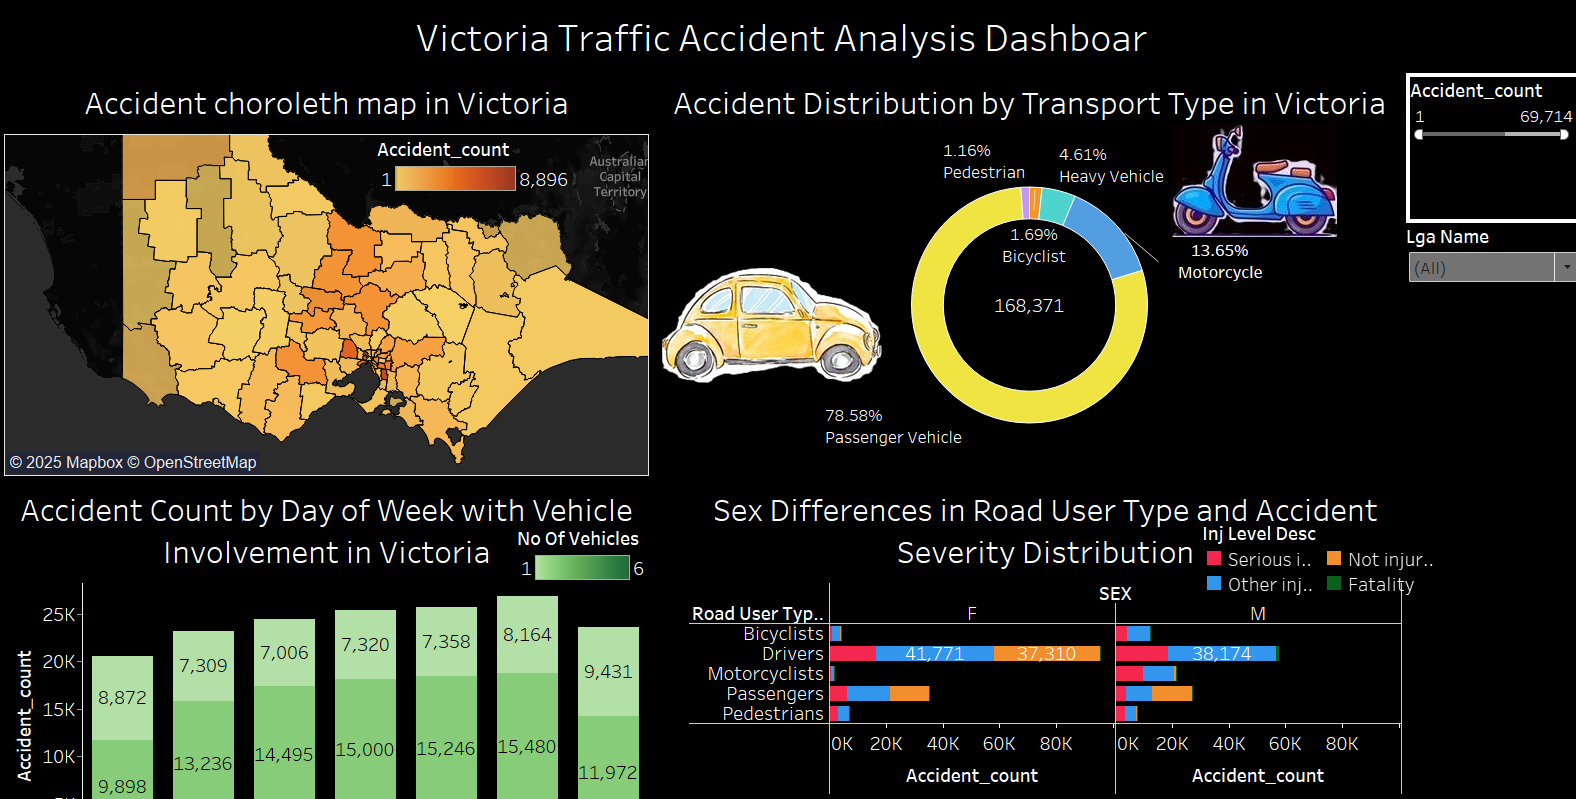 Victoria Traffic Accident Analysis Dashboar
Accident choroleth map in Victoria
Accident_count
1
8,896
Australian
Capital
Territory
© 2025 Mapbox © OpenStreetMap
Accident Distribution by Transport Type in Victoria
1.16%
Pedestrian
4.61%
Heavy Vehicle
1.69%
Bicyclist
13.65%
Motorcycle
168,371
78.58%
Passenger Vehicle
Accident_count
1
69,714
Lga Name
(All)
Accident Count by Day of Week with Vehicle
Involvement in Victoria
No Of Vehicles
1
6
Accident_count
25K
20K
15K
10K
8,872
7,309
7,006
7,320
7,358
8,164
9,431
9,898
13,236
14,495
15,000
15,246
15,480
11,972
Sex Differences in Road User Type and Accident
Severity Distribution
Inj Level Desc
Serious i..
Not injur..
Other inj..
Fatality
SEX
Road User Typ..
F
M
Bicyclists
Drivers
41,771
37,310
38,174
Motorcyclists
Passengers
Pedestrians
0K 20K 40K 60K 80K
0K 20K 40K 60K 80K
Accident_count
Accident_count